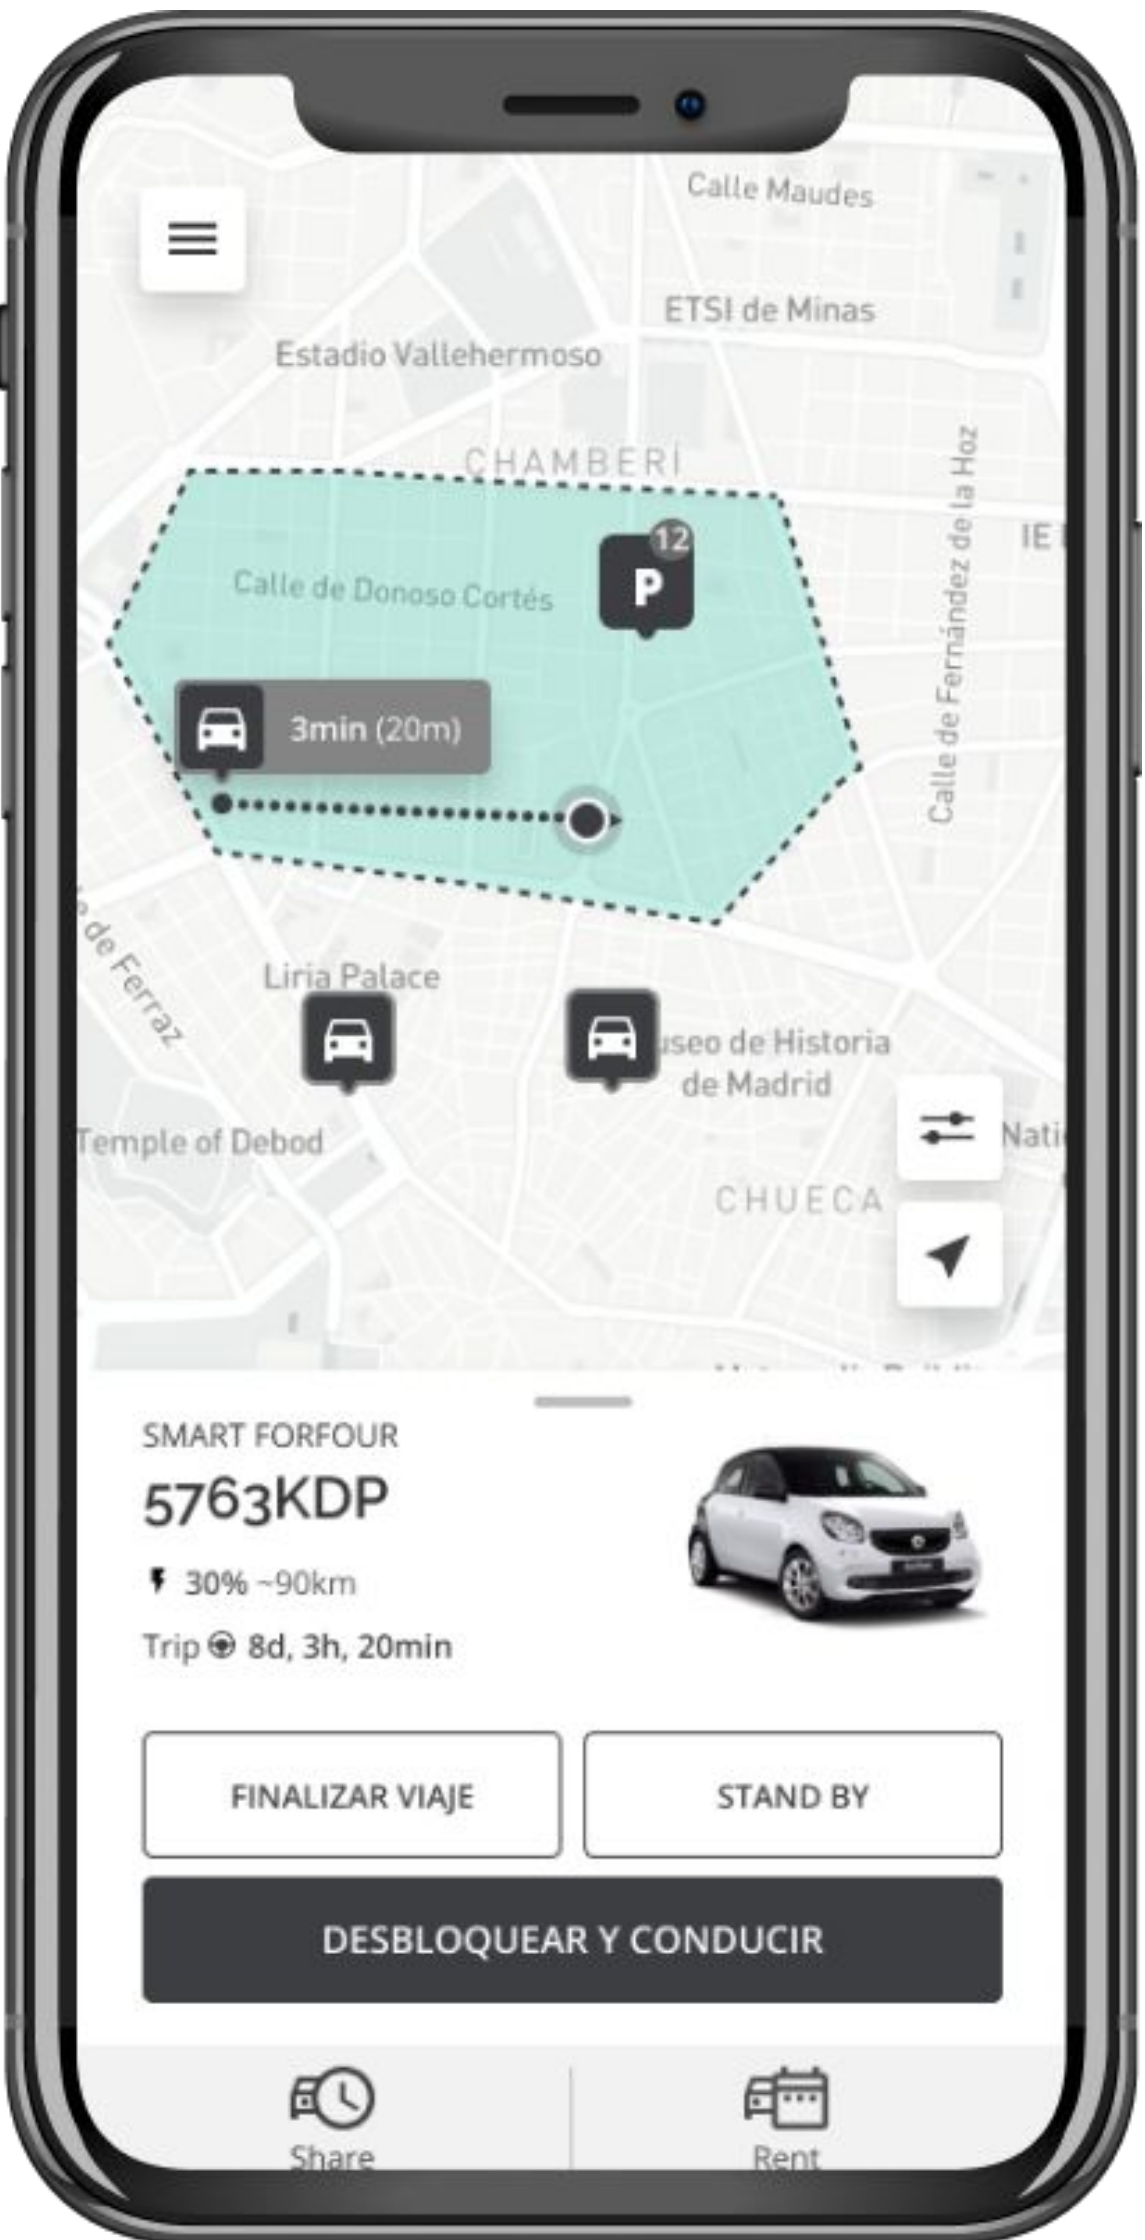 Calle Maudes
ETSI de Minas
Estadio Vallehermoso
CHAMBERÍ
Calle de Fernández de la Hoz
IE
12
P
Calle de Donoso Cortés
3min (20m)
de Ferraz
Liria Palace
useo de Historia
de Madrid
Temple of Debod
Nati
CHUECA
SMART FORFOUR
5763KDP
30% ~90km
Trip 8d, 3h, 20min
FINALIZAR VIAJE
STAND BY
DESBLOQUEAR Y CONDUCIR
Share
Rent